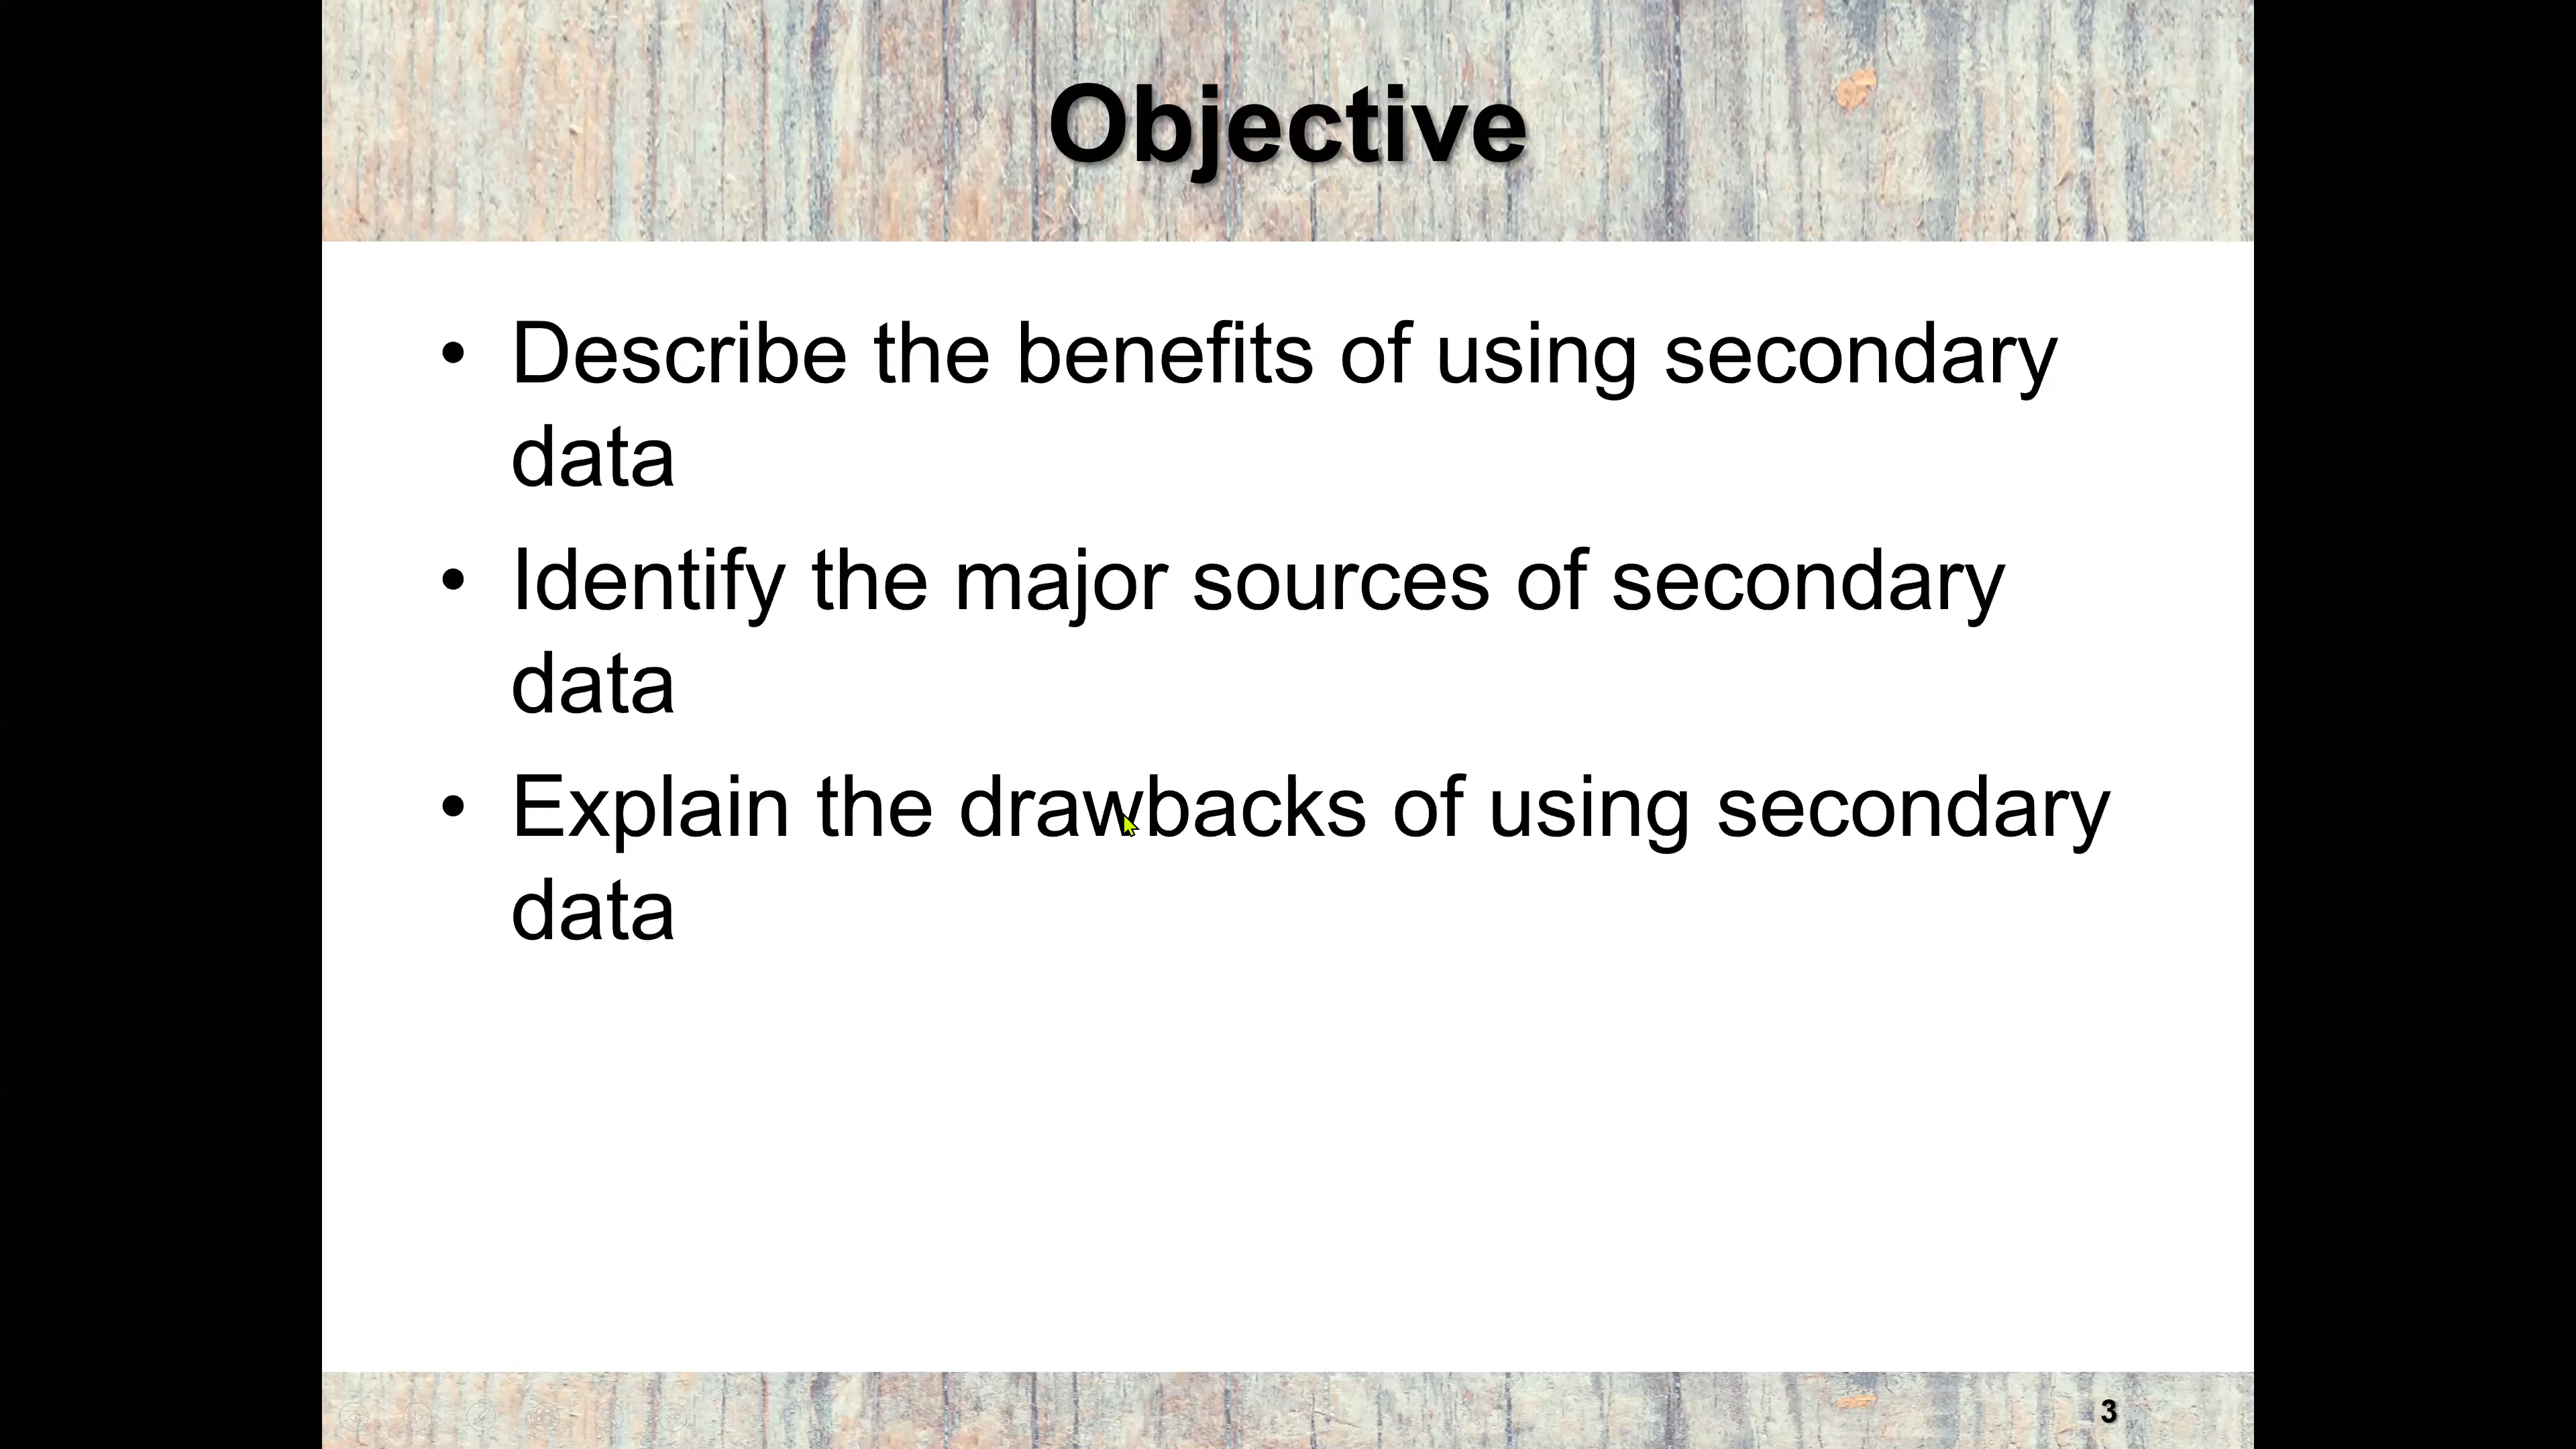 Objective
• Describe the benefits of using secondary
data
• Identify the major sources of secondary
data
• Explain the drawbacks of using secondary
data
3